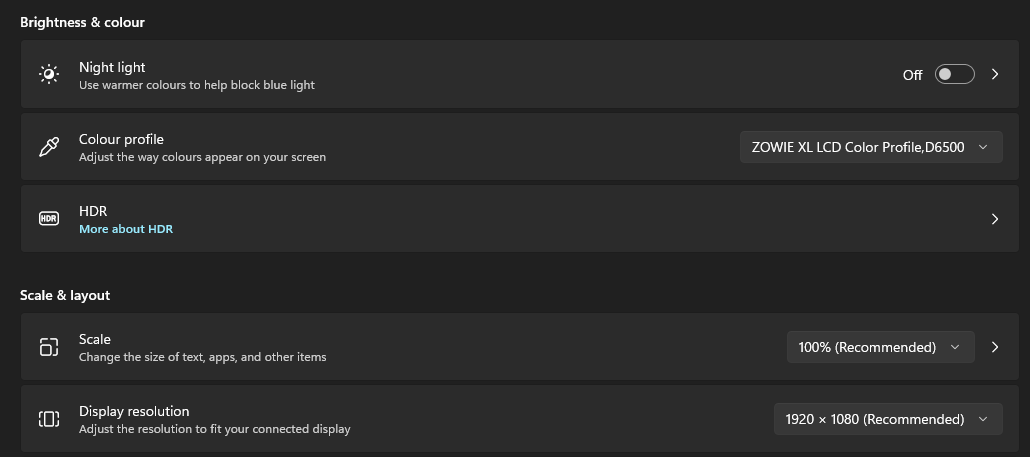 Brightness & colour
Night light
Use warmer colours to help block blue light
Off
Colour profile
Adjust the way colours appear on your screen
ZOWIE XL LCD Color Profile,D6500
HDR
HDR
More about HDR
Scale & layout
Scale
Change the size of text, apps, and other items
100% (Recommended)
Display resolution
Adjust the resolution to fit your connected display
1920 × 1080 (Recommended)